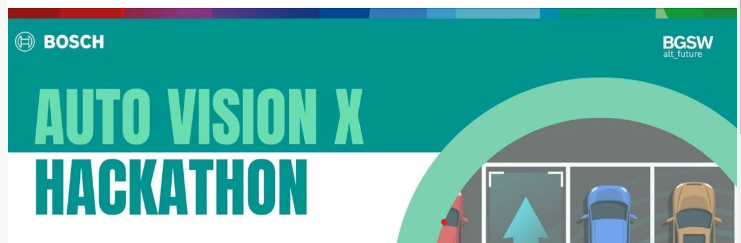 BOSCH
BGSW
alt_future
AUTO VISION X
HACKATHON